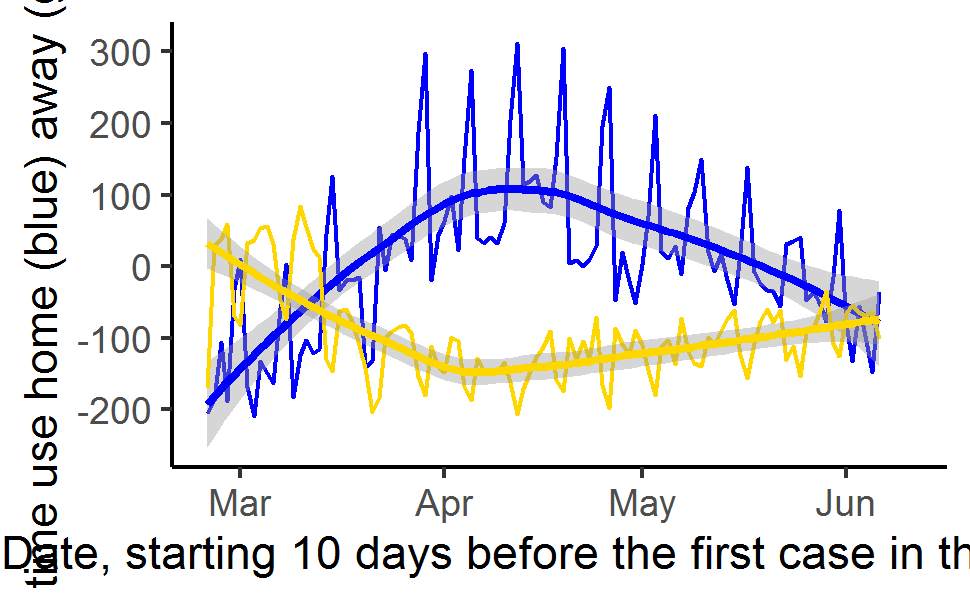 time use home (blue) away (
300
200
100
0
-100
-200
Mar Apr May Jun
Date, starting 10 days before the first case in th